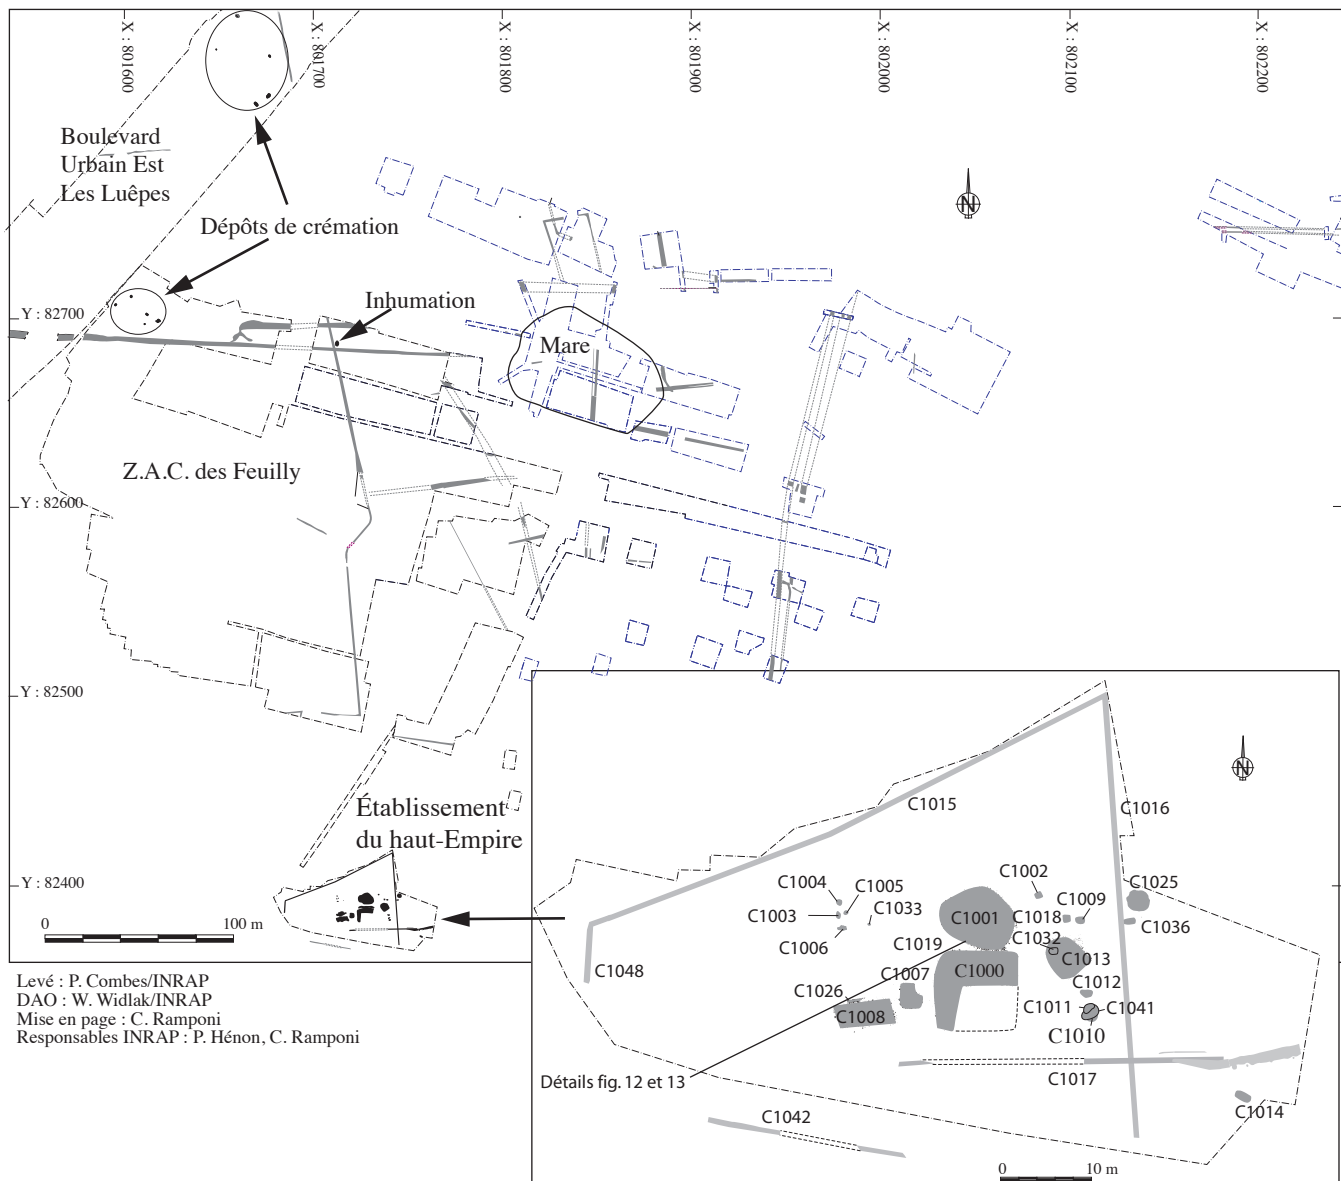 X : 801600
X : 801700
X : 801800
X : 801900
X : 802000
X : 802100
X : 802200
Boulevard
Urbain Est
Les Luêpes
N
Dépôts de crémation
Inhumation
Y : 82700
Mare
Z.A.C. des Feuilly
Y : 82600
Y : 82500
Établissement
du haut-Empire
Y : 82400
0 100 m
N
C1015
C1016
C1004
C1005
C1002
C1025
C1003
C1033
C1001
C1018
C1009
C1036
C1006
C1019
C1032
C1013
C1048
C1007
C1000
C1026
C1012
C1008
C1011
C1041
C1010
C1017
Détails fig. 12 et 13
C1042
C1014
0 10 m
Levé : P. Combes/INRAP
DAO : W. Widlak/INRAP
Mise en page : C. Ramponi
Responsables INRAP : P. Hénon, C. Ramponi